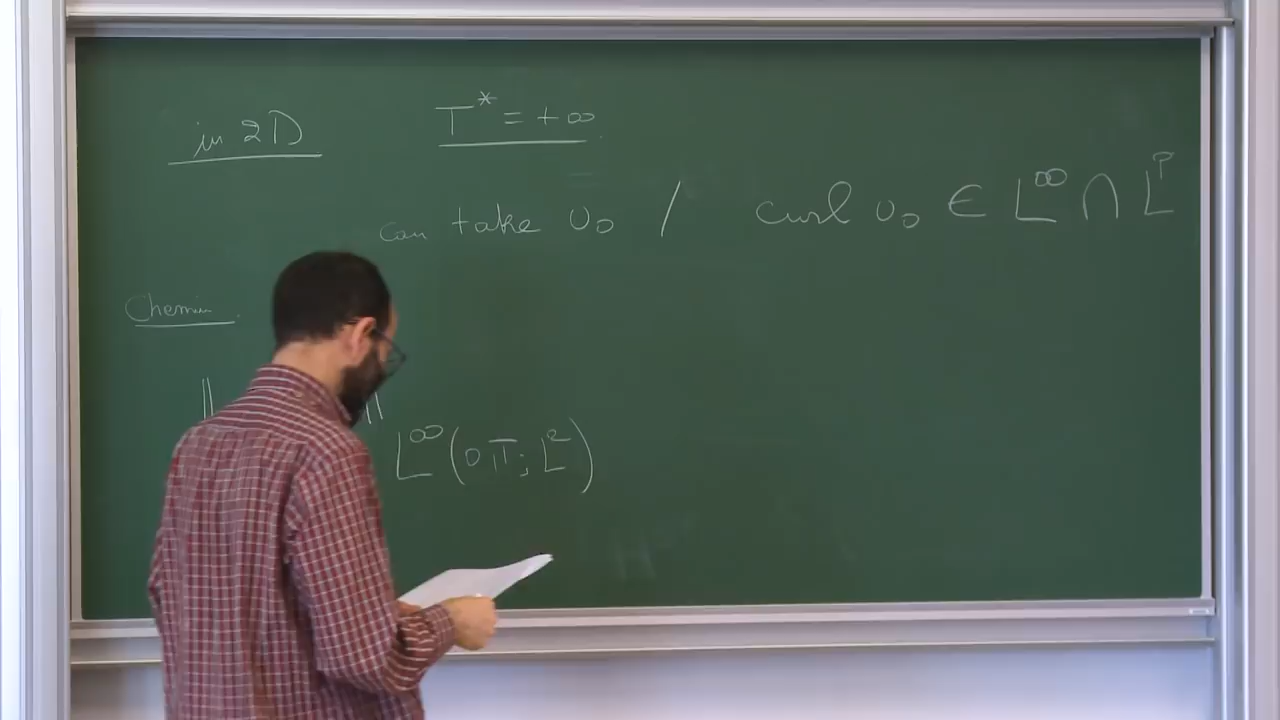 in 2D T* = +∞
can take u₀ / curl u₀ ∈ L^∞ ∩ L^p
Chemin
‖ ‖ L^∞(0,T; L²)